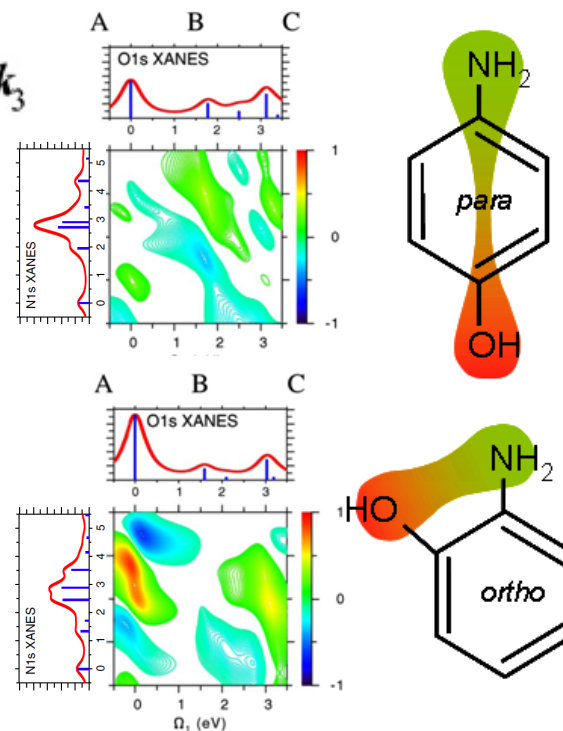 A B C
k3
O1s XANES
0 1 2 3
N1s XANES
5
4
3
2
1
0
1
0
-1
0 1 2 3
NH2
para
OH
A B C
O1s XANES
0 1 2 3
N1s XANES
5
4
3
2
1
0
1
0
-1
0 1 2 3
Ω1 (eV)
HO
NH2
ortho